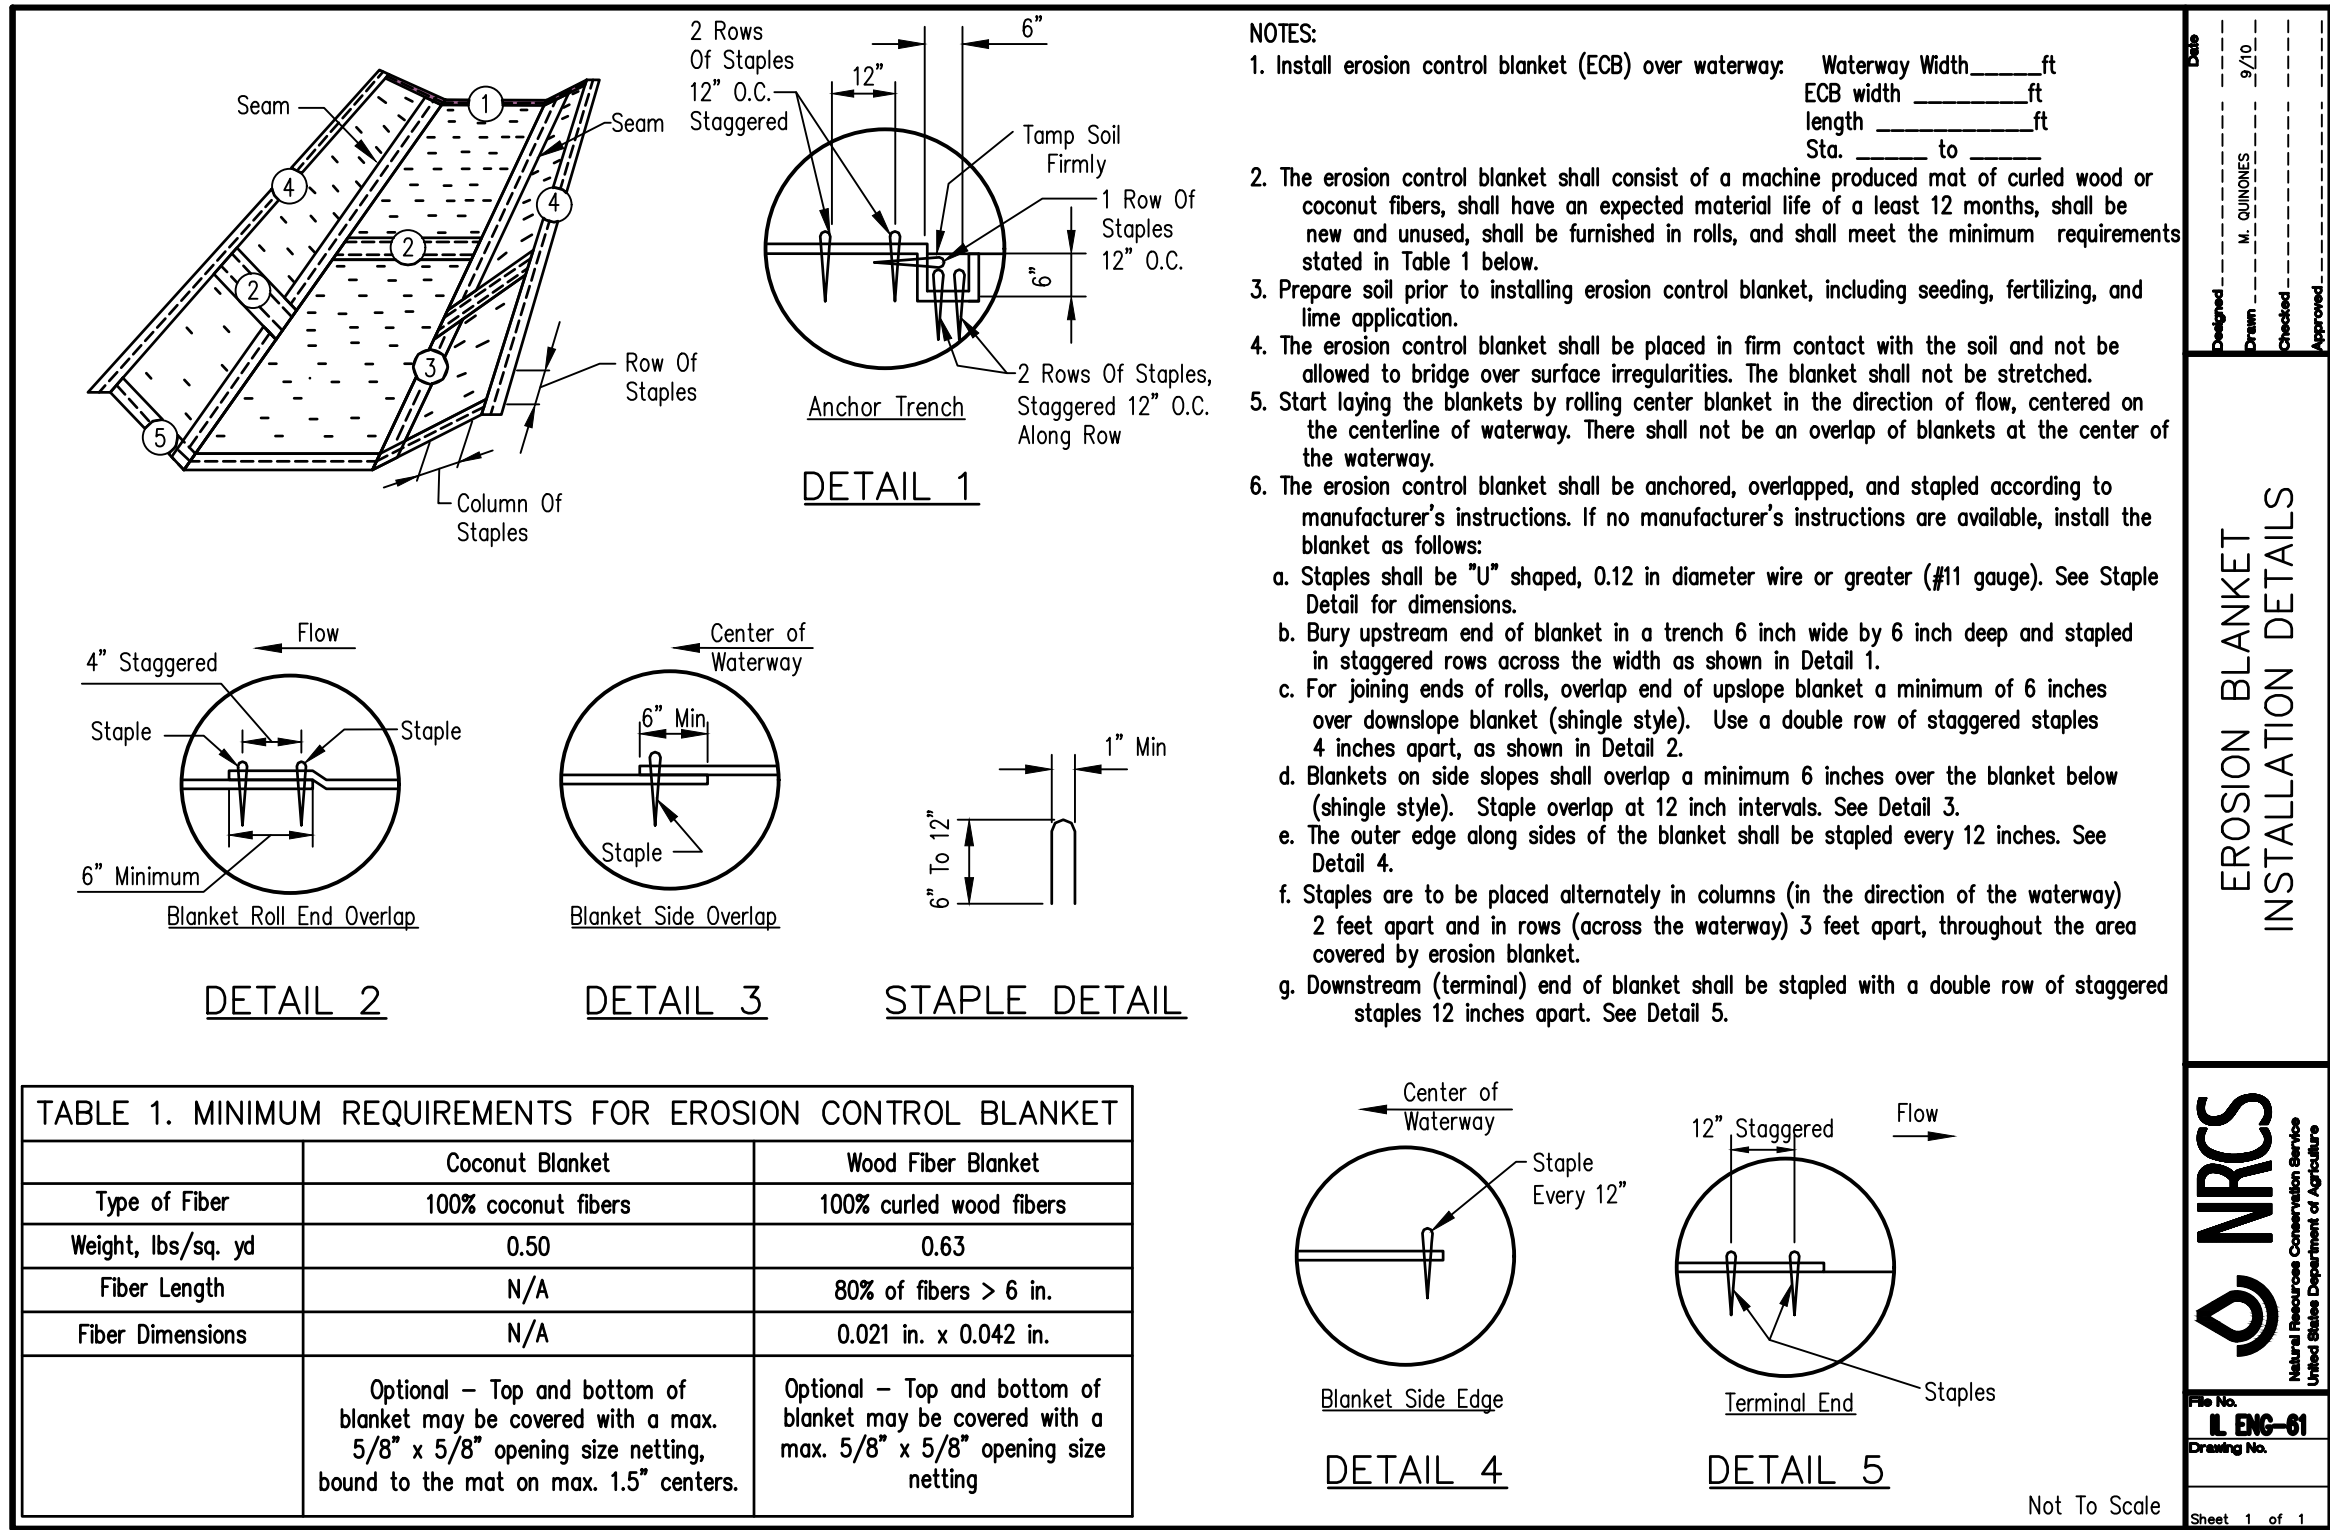 Seam
Seam
1
4
4
2
2
3
5
Row Of
Staples
Column Of
Staples
2 Rows
Of Staples
12" O.C.
Staggered
6"
12"
Tamp Soil
Firmly
1 Row Of
Staples
12" O.C.
6"
2 Rows Of Staples,
Staggered 12" O.C.
Along Row
Anchor Trench
DETAIL 1
Flow
4" Staggered
Staple
Staple
6" Minimum
Blanket Roll End Overlap
DETAIL 2
Center of
Waterway
6" Min
Staple
Blanket Side Overlap
DETAIL 3
1" Min
6" To 12"
STAPLE DETAIL
NOTES:
1. Install erosion control blanket (ECB) over waterway: Waterway Width_____ft
ECB width ________ft
length ___________ft
Sta. _____ to _____
2. The erosion control blanket shall consist of a machine produced mat of curled wood or
coconut fibers, shall have an expected material life of a least 12 months, shall be
new and unused, shall be furnished in rolls, and shall meet the minimum requirements
stated in Table 1 below.
3. Prepare soil prior to installing erosion control blanket, including seeding, fertilizing, and
lime application.
4. The erosion control blanket shall be placed in firm contact with the soil and not be
allowed to bridge over surface irregularities. The blanket shall not be stretched.
5. Start laying the blankets by rolling center blanket in the direction of flow, centered on
the centerline of waterway. There shall not be an overlap of blankets at the center of
the waterway.
6. The erosion control blanket shall be anchored, overlapped, and stapled according to
manufacturer's instructions. If no manufacturer's instructions are available, install the
blanket as follows:
a. Staples shall be "U" shaped, 0.12 in diameter wire or greater (#11 gauge). See Staple
Detail for dimensions.
b. Bury upstream end of blanket in a trench 6 inch wide by 6 inch deep and stapled
in staggered rows across the width as shown in Detail 1.
c. For joining ends of rolls, overlap end of upslope blanket a minimum of 6 inches
over downslope blanket (shingle style). Use a double row of staggered staples
4 inches apart, as shown in Detail 2.
d. Blankets on side slopes shall overlap a minimum 6 inches over the blanket below
(shingle style). Staple overlap at 12 inch intervals. See Detail 3.
e. The outer edge along sides of the blanket shall be stapled every 12 inches. See
Detail 4.
f. Staples are to be placed alternately in columns (in the direction of the waterway)
2 feet apart and in rows (across the waterway) 3 feet apart, throughout the area
covered by erosion blanket.
g. Downstream (terminal) end of blanket shall be stapled with a double row of staggered
staples 12 inches apart. See Detail 5.
TABLE 1. MINIMUM REQUIREMENTS FOR EROSION CONTROL BLANKET
Coconut Blanket Wood Fiber Blanket
Type of Fiber 100% coconut fibers 100% curled wood fibers
Weight, lbs/sq. yd 0.50 0.63
Fiber Length N/A 80% of fibers > 6 in.
Fiber Dimensions N/A 0.021 in. x 0.042 in.
Optional - Top and bottom of
blanket may be covered with a max.
5/8" x 5/8" opening size netting,
bound to the mat on max. 1.5" centers.
Optional - Top and bottom of
blanket may be covered with a
max. 5/8" x 5/8" opening size
netting
Center of
Waterway
Staple
Every 12"
Blanket Side Edge
DETAIL 4
12" Staggered
Flow
Staples
Terminal End
DETAIL 5
Not To Scale
Date
Designed
Drawn M. QUINONES 9/10
Checked
Approved
EROSION BLANKET
INSTALLATION DETAILS
NRCS
Natural Resources Conservation Service
United States Department of Agriculture
File No.
IL ENG-61
Drawing No.
Sheet 1 of 1